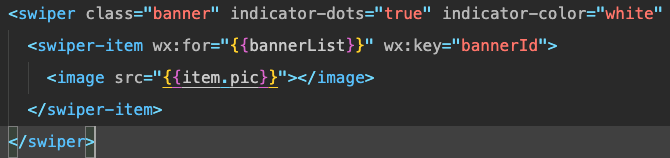 <swiper class="banner" indicator-dots="true" indicator-color="white"
<swiper-item wx:for="{{bannerList}}" wx:key="bannerId">
<image src="{{item.pic}}"></image>
</swiper-item>
</swiper>